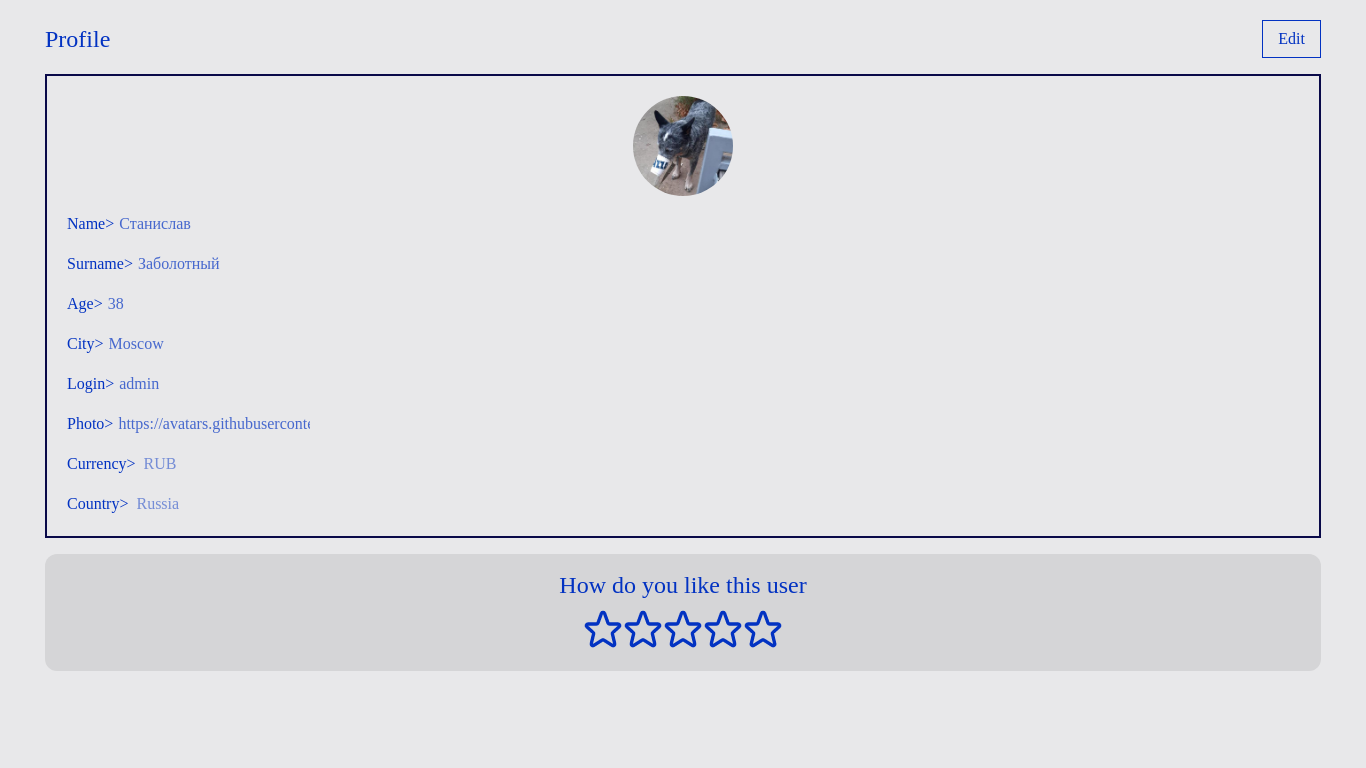 Profile
Edit
Name> Станислав
Surname> Заболотный
Age> 38
City> Moscow
Login> admin
Photo> https://avatars.githubuserconte
Currency> RUB
Country> Russia
How do you like this user